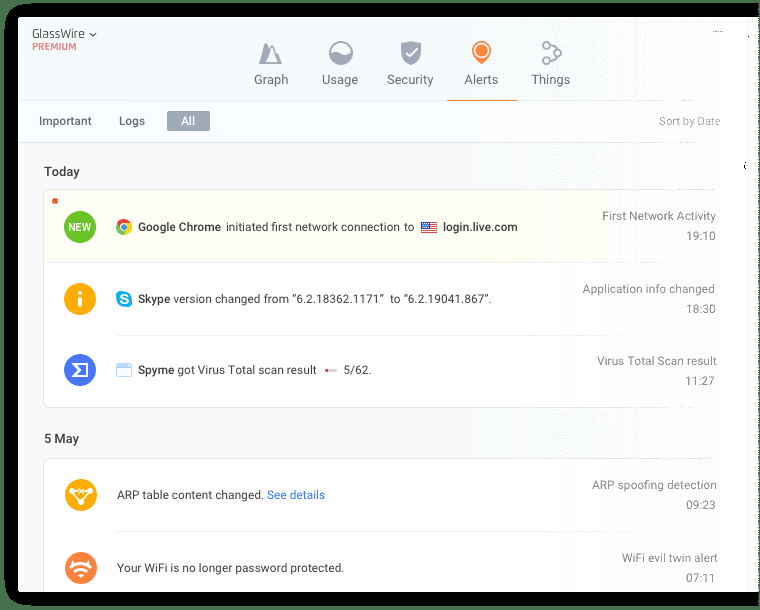 GlassWire
PREMIUM
Graph Usage Security Alerts Things
Important Logs All Sort by Date
Today
NEW Google Chrome initiated first network connection to login.live.com First Network Activity
19:10
Skype version changed from “6.2.18362.1171” to “6.2.19041.867”. Application info changed
18:30
Spyme got Virus Total scan result 5/62. Virus Total Scan result
11:27
5 May
ARP table content changed. See details ARP spoofing detection
09:23
Your WiFi is no longer password protected. WiFi evil twin alert
07:11